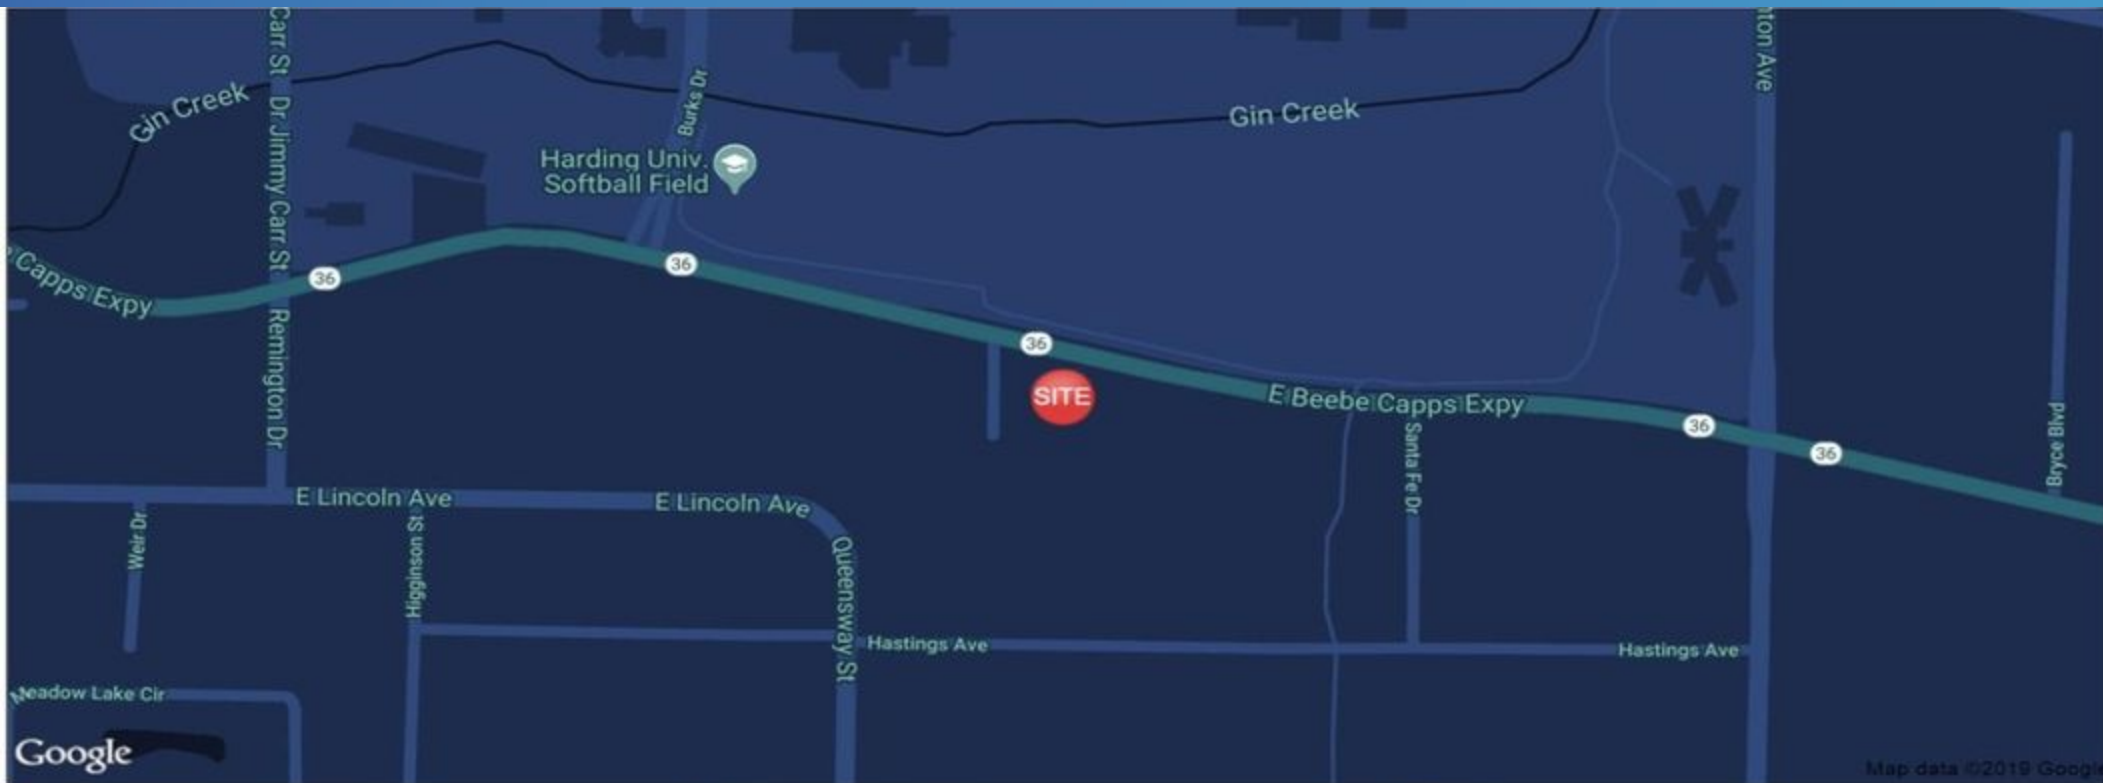 Carr St
Dr Jimmy Carr St
Remington Dr
Gin Creek
Burks Dr
Harding Univ.
Softball Field
Gin Creek
Ave
Capps Expy
36
36
36
SITE
E Beebe Capps Expy
36
36
Santa Fe Dr
Bryce Blvd
E Lincoln Ave
E Lincoln Ave
Weir Dr
Higginson St
Queensway St
Hastings Ave
Hastings Ave
Meadow Lake Cir
Google
Map data ©2019 Google